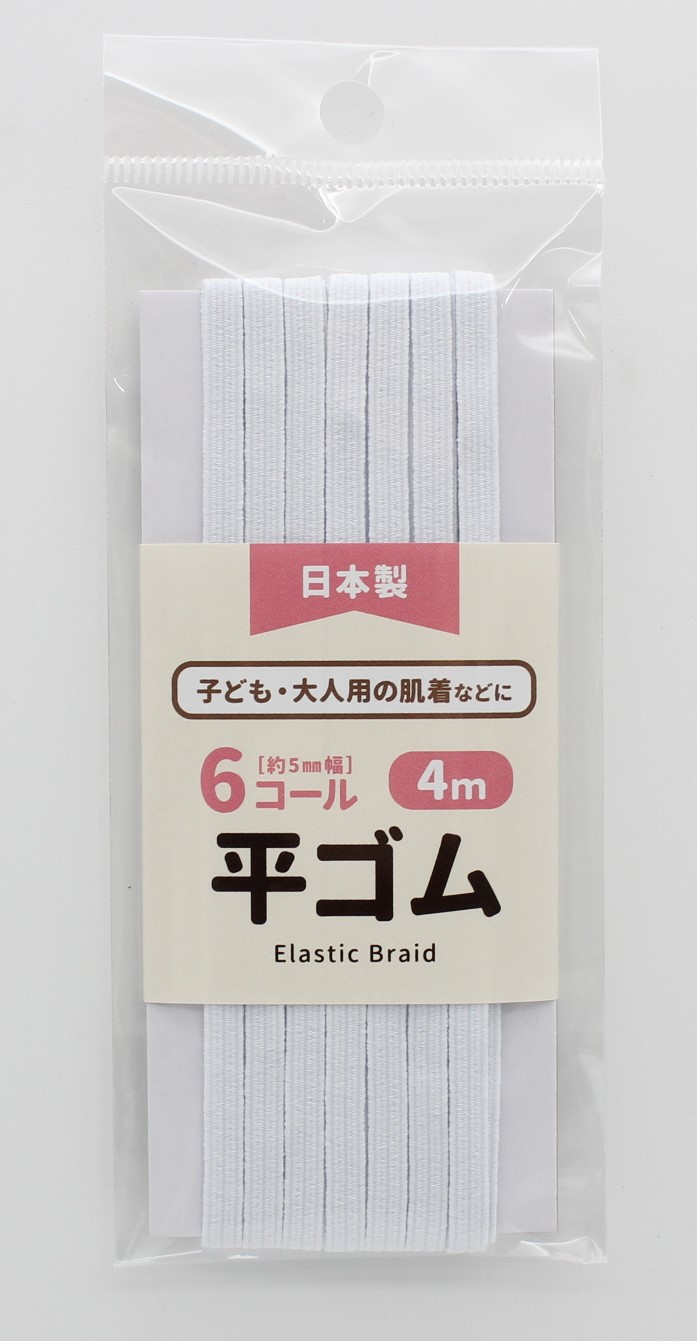 日本製
子ども・大人用の肌着などに
6コール [約5mm幅] 4m
平ゴム
Elastic Braid